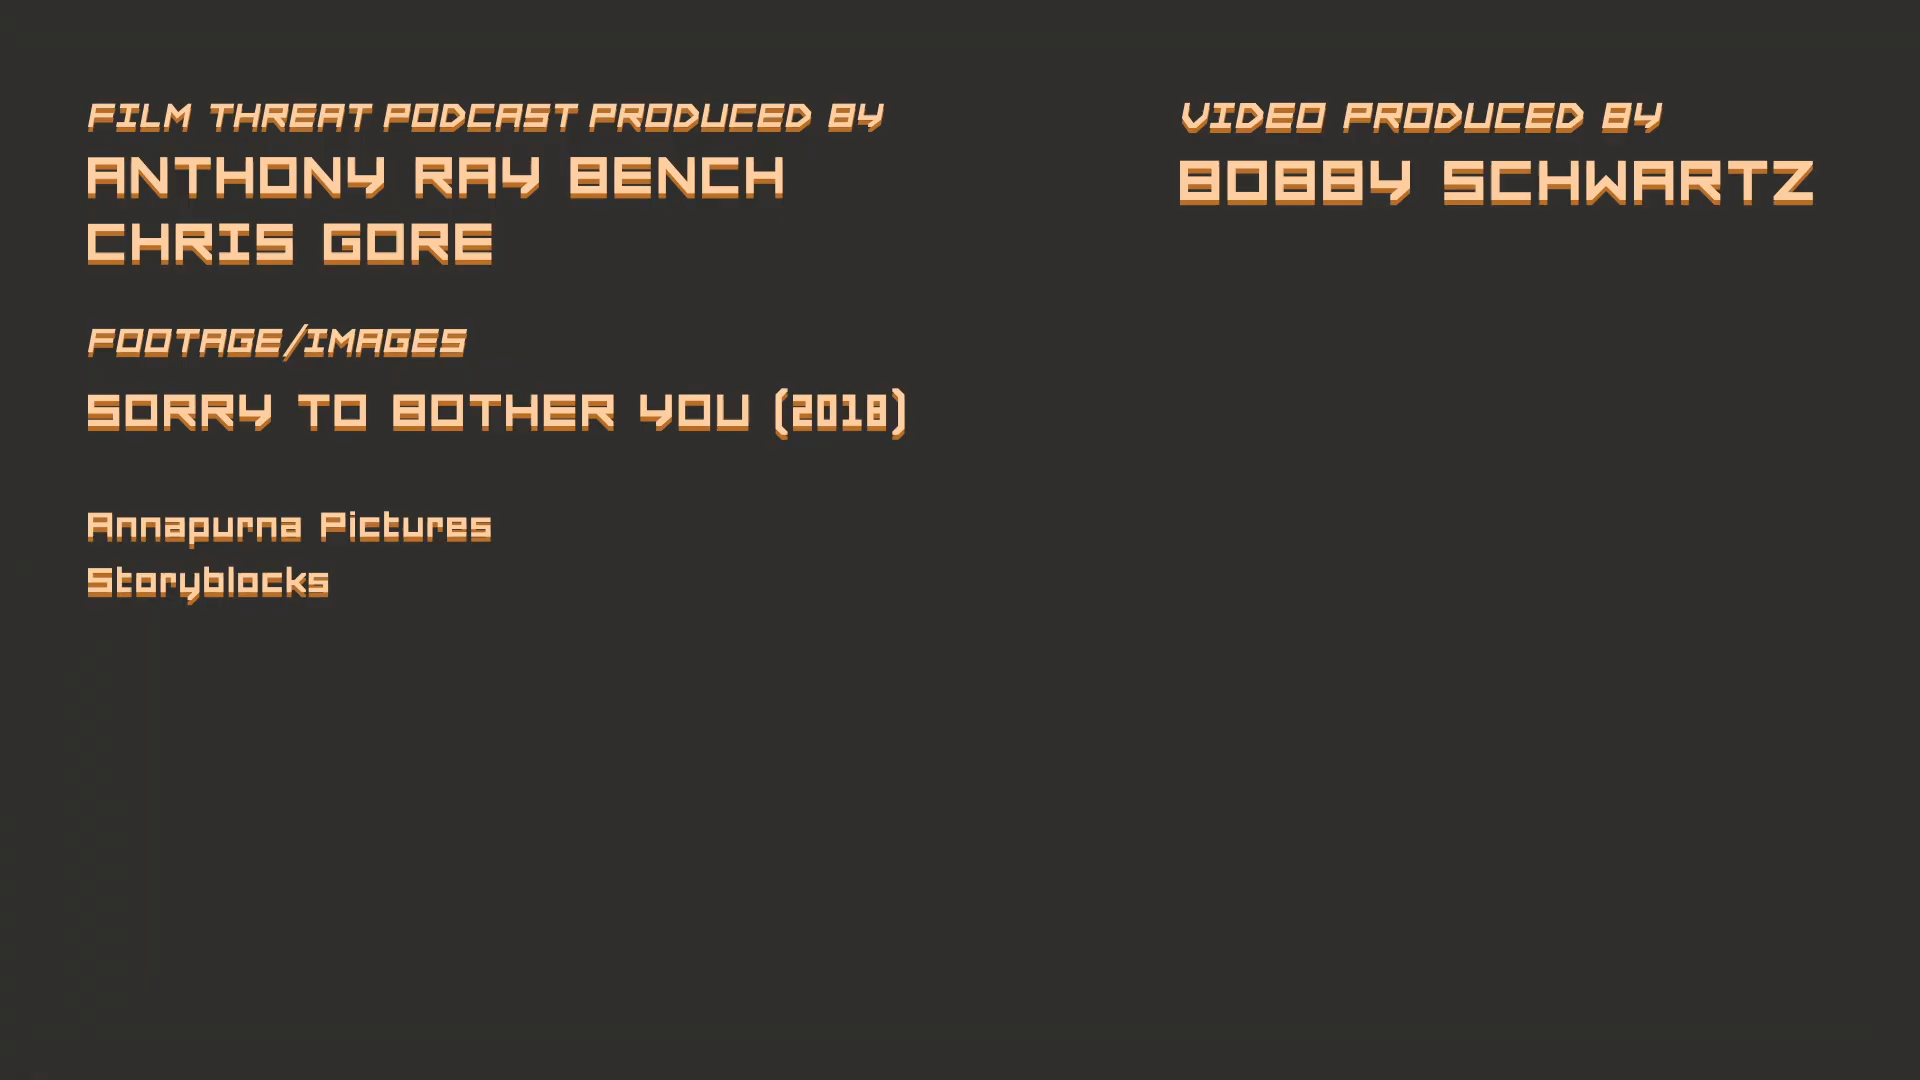 FILM THREAT PODCAST PRODUCED BY
ANTHONY RAY BENCH
CHRIS GORE
FOOTAGE/IMAGES
SORRY TO BOTHER YOU (2018)
Annapurna Pictures
Storyblocks
VIDEO PRODUCED BY
BOBBY SCHWARTZ